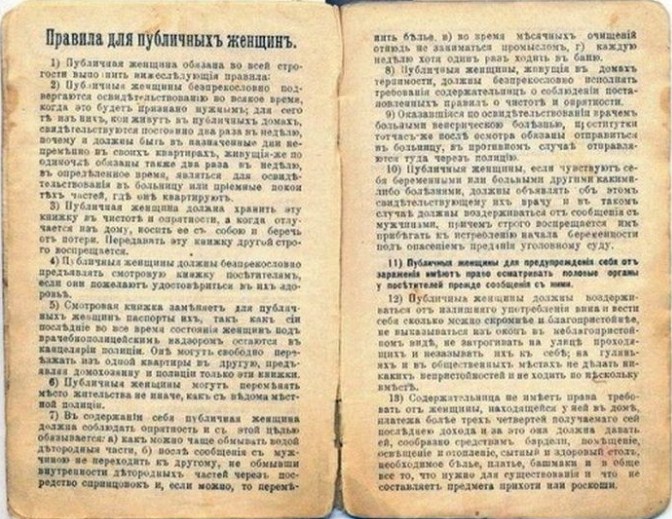 Правила для публичныхъ женщинъ.
1) Публичная женщина обязана во всей стро-
гости выполнить нижеслѣдующія правила:
2) Публичныя женщины безпрекословно под-
вергаются освидѣтельствованію во всякое время,
когда это будетъ признано нужнымъ; для сего
тѣ изъ нихъ, кои живутъ въ публичныхъ домахъ,
свидѣтельствуются постоянно два раза въ недѣлю,
почему и должны быть въ назначенные дни не-
премѣнно въ своихъ квартирахъ, живущія-же по
одиночкѣ обязаны также два раза въ недѣлю,
въ опредѣленное время, являться для освидѣ-
тельствованія въ больницу или пріемные покои
тѣхъ частей, гдѣ онѣ квартируютъ.
3) Публичная женщина должна хранить эту
книжку въ чистотѣ и опрятности, а когда отлу-
чается изъ дому, носить ее съ собою и беречь
отъ потери. Передавать эту книжку другой стро-
го воспрещается.
4) Публичныя женщины должны безпрекословно
предъявлять смотровую книжку посѣтителямъ,
если они пожелаютъ удостовѣриться въ ихъ здо-
ровьѣ.
5) Смотровая книжка замѣняетъ для публич-
ныхъ женщинъ паспорты ихъ, такъ какъ сіи
послѣдніе во все время состоянія женщинъ подъ
врачебнополицейскимъ надзоромъ остаются въ
канцеляріи полиціи. Онѣ могутъ свободно пере-
ѣзжать изъ одной квартиры въ другую, предъ-
являя домохозяину и полиціи только эти книжки.
6) Публичныя женщины могутъ перемѣнять
мѣсто жительства не иначе, какъ съ вѣдома мѣст-
ной полиціи.
7) Въ содержаніи себя публичная женщина
должна соблюдать опрятность и съ этой цѣлью
обязывается: а) какъ можно чаще обмывать водой
дѣтородныя части, б) послѣ сообщенія съ муж-
чиною не переходить къ другому, не обмывши
внутренности дѣтородныхъ частей черезъ пос-
редство спринцовокъ и, если можно, то перемѣ-
нить бѣлье, в) во время мѣсячныхъ очищеній
отнюдь не заниматься промысломъ, г) каждую
недѣлю хотя одинъ разъ ходить въ баню.
8) Публичныя женщины, живущія въ домахъ
терпимости, должны безпрекословно исполнять
требованія содержательницъ о соблюденіи поста-
новленныхъ правилъ о чистотѣ и опрятности.
9) Оказавшіяся по освидѣтельствованіи врачемъ
больными венерическою болѣзнью, проститутки
тотчасъ-же послѣ осмотра обязаны отправиться
въ больницу, въ противномъ случаѣ отправля-
ются туда черезъ полицію.
10) Публичныя женщины, если чувствуютъ се-
бя беременными или больными другими какими-
либо болѣзнями, должны объявлять объ этомъ
свидѣтельствующему ихъ врачу и въ такомъ
случаѣ должны воздерживаться отъ сообщенія съ
мужчинами, причемъ строго воспрещается имъ
прибѣгать къ истребленію начала беременности
подъ опасеніемъ преданія уголовному суду.
11) Публичныя женщины для предупрежденія себя отъ
зараженія имѣютъ право осматривать половые органы
у посѣтителей прежде сообщенія съ ними.
12) Публичныя женщины должны воздержи-
ваться отъ излишняго употребленія вина и вести
себя сколько можно скромнѣе и благопристойнѣе,
не выказываться изъ оконъ въ неблагопристой-
номъ видѣ, не затрогивать на улицѣ проходя-
щихъ и незазывать ихъ къ себѣ; на гулянь-
яхъ и въ общественныхъ мѣстахъ не дѣлать ни-
какихъ непристойностей и не ходить по нѣскольку
вмѣстѣ.
13) Содержательница не имѣетъ права требо-
вать отъ женщины, находящейся у ней въ домѣ,
платежа болѣе трехъ четвертей получаемаго сей
послѣднею дохода и за это она должна давать
ей, сообразно средствамъ бардели, помѣщеніе,
освѣщеніе и отопленіе, сытный и здоровый столъ,
необходимое бѣлье, платье, башмаки и въ обще
все то, что нужно для существованія и что не
составляетъ предмета прихоти или роскоши.